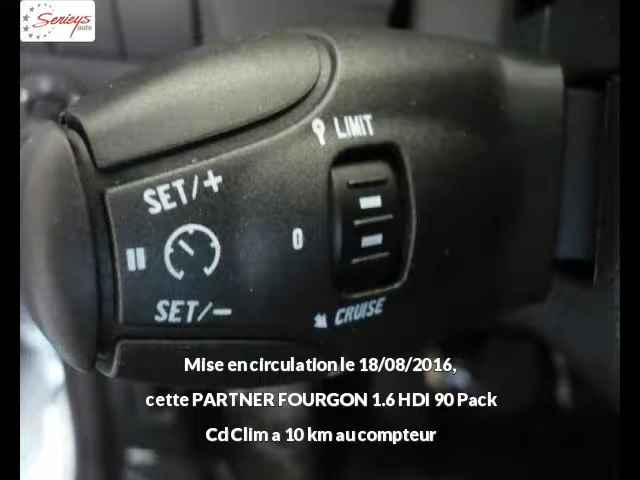 Serieys
auto
LIMIT
SET/+
0
SET/-
CRUISE
Mise en circulation le 18/08/2016,
cette PARTNER FOURGON 1.6 HDI 90 Pack
Cd Clim a 10 km au compteur